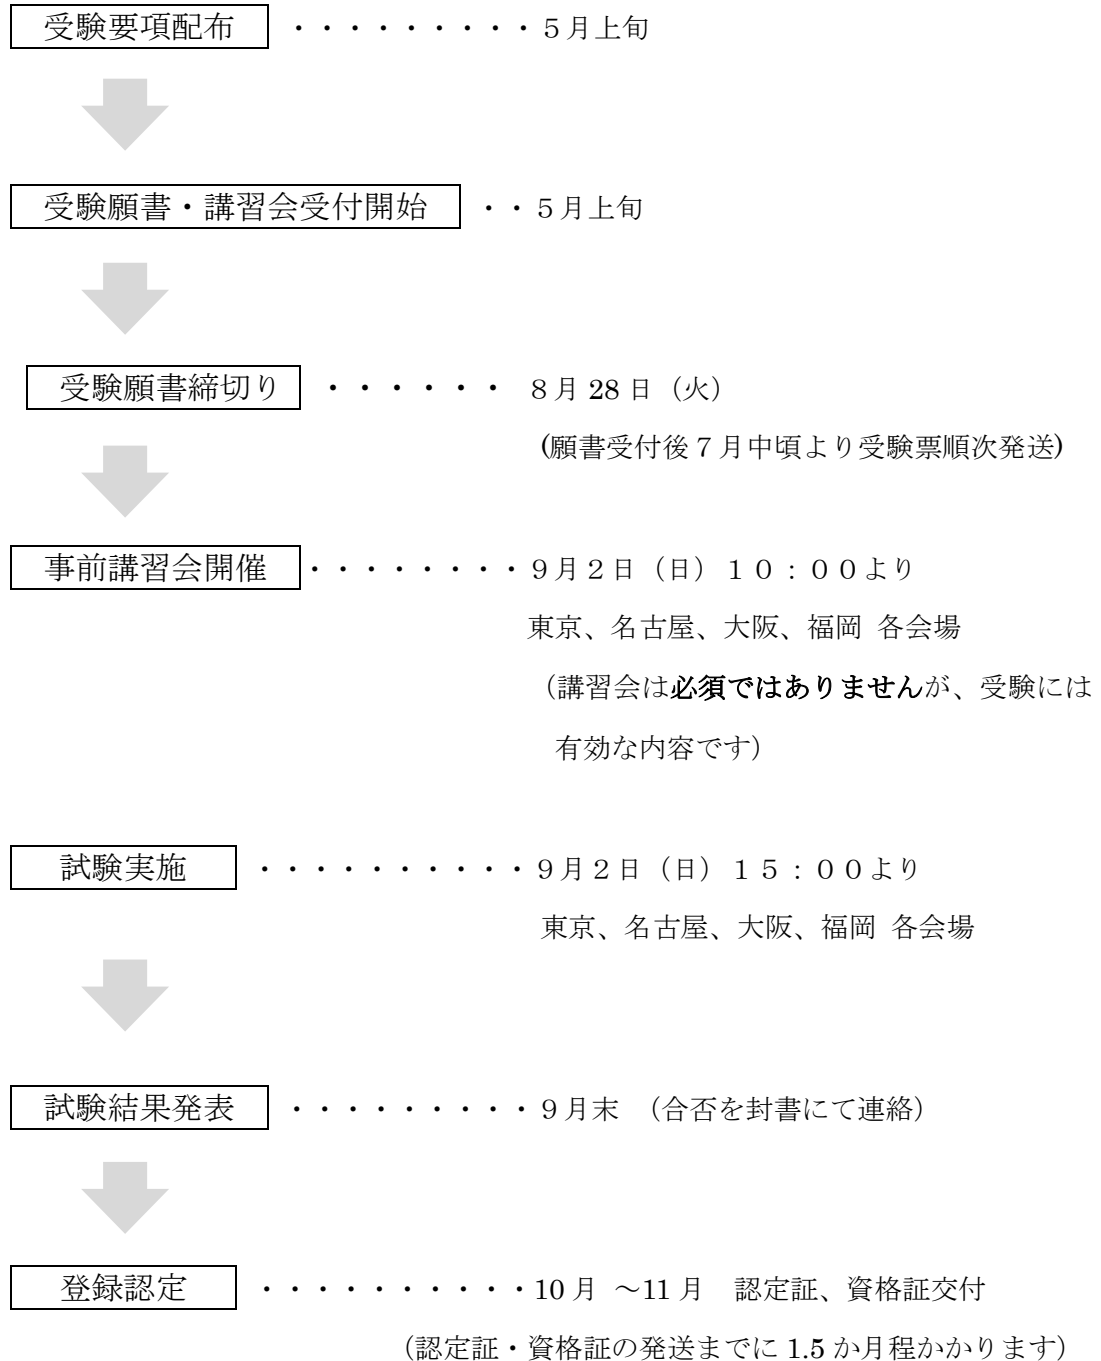 受験要項配布 ・・・・・・・・・５月上旬
受験願書・講習会受付開始 ・・５月上旬
受験願書締切り ・・・・・・ ８月 28 日（火）
(願書受付後７月中頃より受験票順次発送)
事前講習会開催 ・・・・・・・・９月２日（日）１０：００より
東京、名古屋、大阪、福岡 各会場
（講習会は必須ではありませんが、受験には
有効な内容です）
試験実施 ・・・・・・・・・・９月２日（日）１５：００より
東京、名古屋、大阪、福岡 各会場
試験結果発表 ・・・・・・・・・９月末 （合否を封書にて連絡）
登録認定 ・・・・・・・・・・10 月 ～11 月 認定証、資格証交付
（認定証・資格証の発送までに 1.5 か月程かかります）